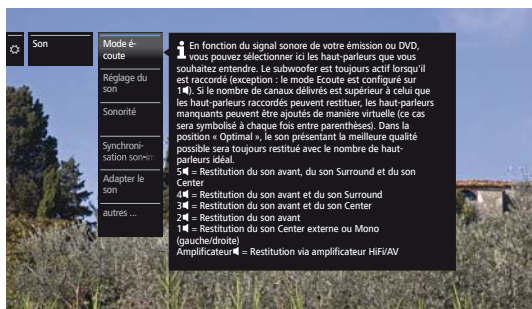 Son
Mode é-
coute
Réglage du
son
Sonorité
Synchroni-
sation son-im
Adapter le
son
autres ...
En fonction du signal sonore de votre émission ou DVD,
vous pouvez sélectionner ici les haut-parleurs que vous
souhaitez entendre. Le subwoofer est toujours actif lorsqu'il
est raccordé (exception : le mode Ecoute est configuré sur
1◀). Si le nombre de canaux délivrés est supérieur à celui que
les haut-parleurs raccordés peuvent restituer, les haut-parleurs
manquants peuvent être ajoutés de manière virtuelle (ce cas
sera symbolisé à chaque fois entre parenthèses). Dans la
position « Optimal », le son présentant la meilleure qualité
possible sera toujours restitué avec le nombre de haut-
parleurs idéal.
5◀ = Restitution du son avant, du son Surround et du son
Center
4◀ = Restitution du son avant et du son Surround
3◀ = Restitution du son avant et du son Center
2◀ = Restitution du son avant
1◀ = Restitution du son Center externe ou Mono
(gauche/droite)
Amplificateur◀ = Restitution via amplificateur HiFi/AV